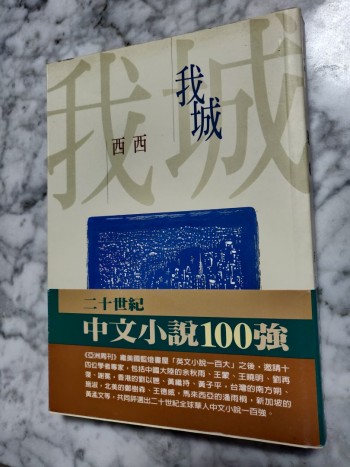 我城
我城
西西
二十世紀
中文小說100強
《亞洲周刊》繼美國藍燈書屋「英文小說一百大」之後,邀請十
四位學者專家,包括中國大陸的余秋雨、王蒙、王曉明、劉再
復、謝冕,香港的劉以鬯、黃繼持、黃子平,台灣的南方朔、
施淑,北美的鄭樹森、王德威,馬來西亞的潘雨桐,新加坡的
黃孟文等,共同評選出二十世紀全球華人中文小說一百強。